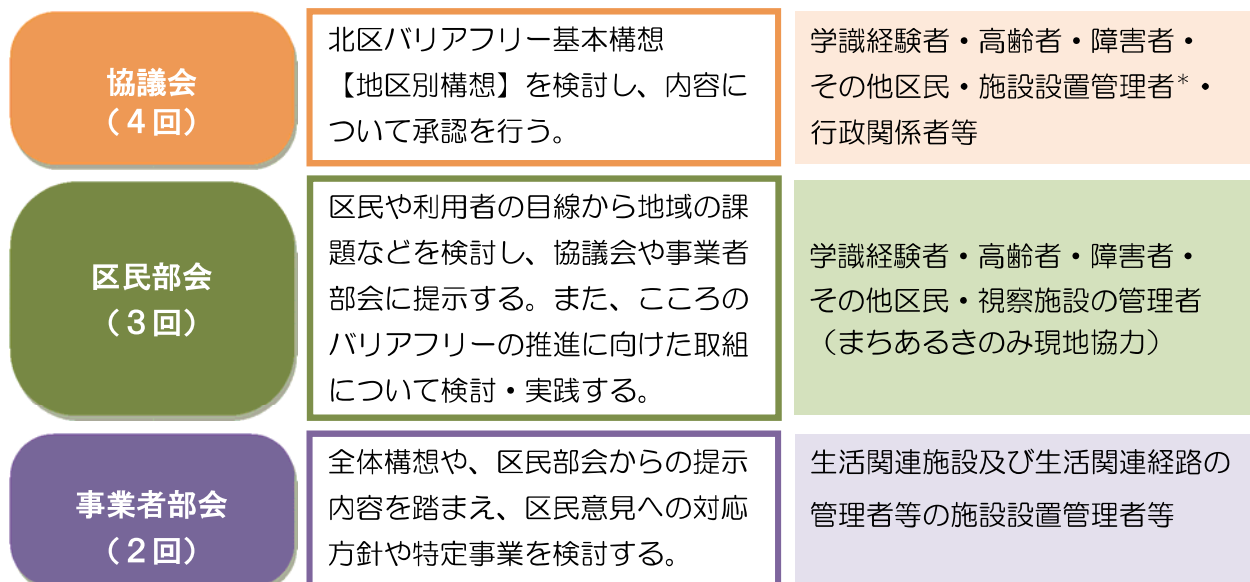 協議会
（４回）
北区バリアフリー基本構想
【地区別構想】を検討し、内容に
ついて承認を行う。
学識経験者・高齢者・障害者・
その他区民・施設設置管理者*・
行政関係者等
区民部会
（３回）
区民や利用者の目線から地域の課
題などを検討し、協議会や事業者
部会に提示する。また、こころの
バリアフリーの推進に向けた取組
について検討・実践する。
学識経験者・高齢者・障害者・
その他区民・視察施設の管理者
（まちあるきのみ現地協力）
事業者部会
（２回）
全体構想や、区民部会からの提示
内容を踏まえ、区民意見への対応
方針や特定事業を検討する。
生活関連施設及び生活関連経路の
管理者等の施設設置管理者等